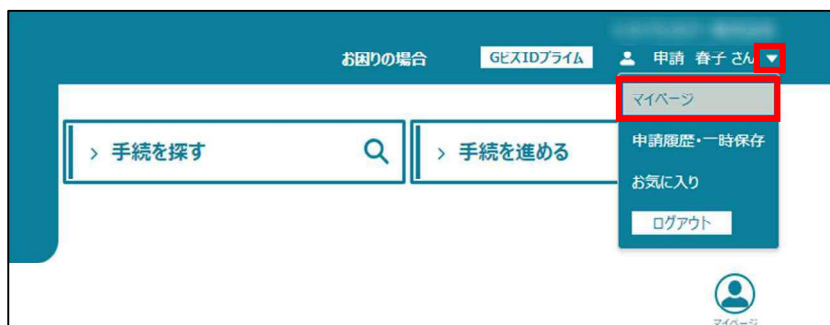 お困りの場合
GビズIDプライム
申請 春子 さん ▼
マイページ
申請履歴・一時保存
お気に入り
ログアウト
> 手続を探す
> 手続を進める
マイページ